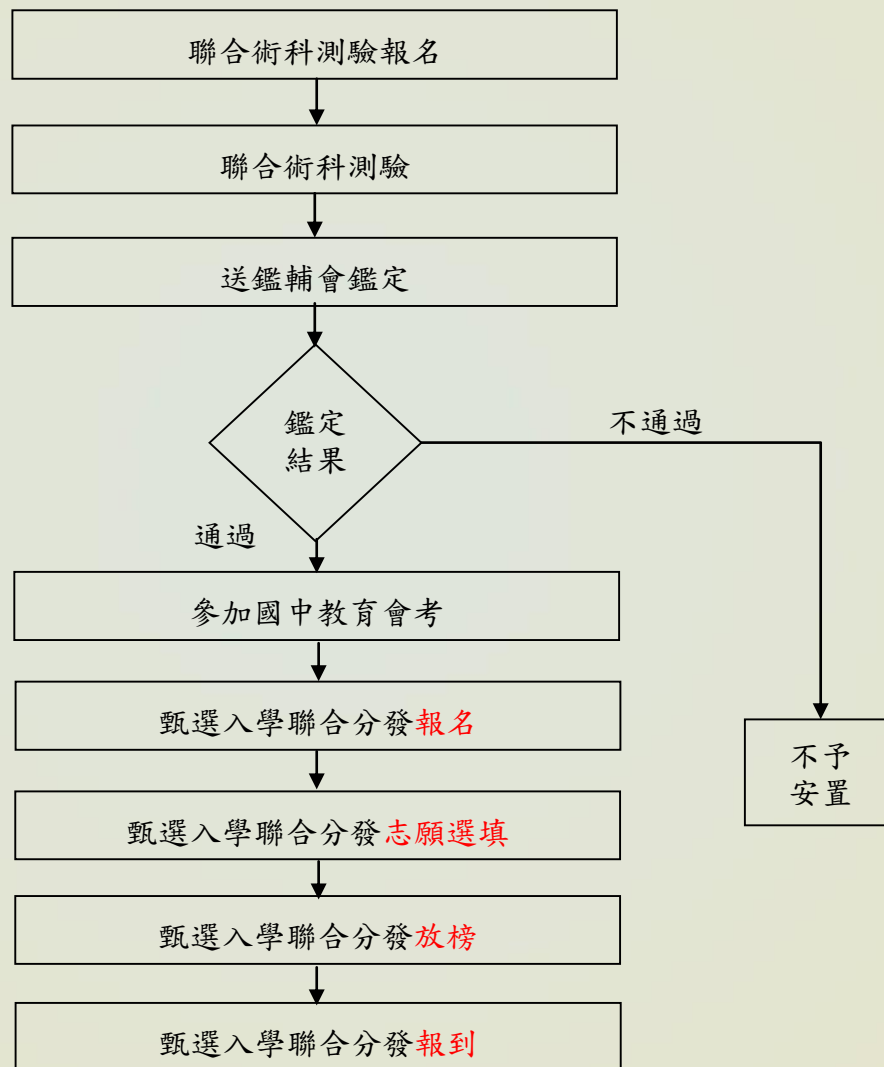 聯合術科測驗報名
聯合術科測驗
送鑑輔會鑑定
鑑定
結果
不通過
通過
參加國中教育會考
甄選入學聯合分發報名
不予
安置
甄選入學聯合分發志願選填
甄選入學聯合分發放榜
甄選入學聯合分發報到